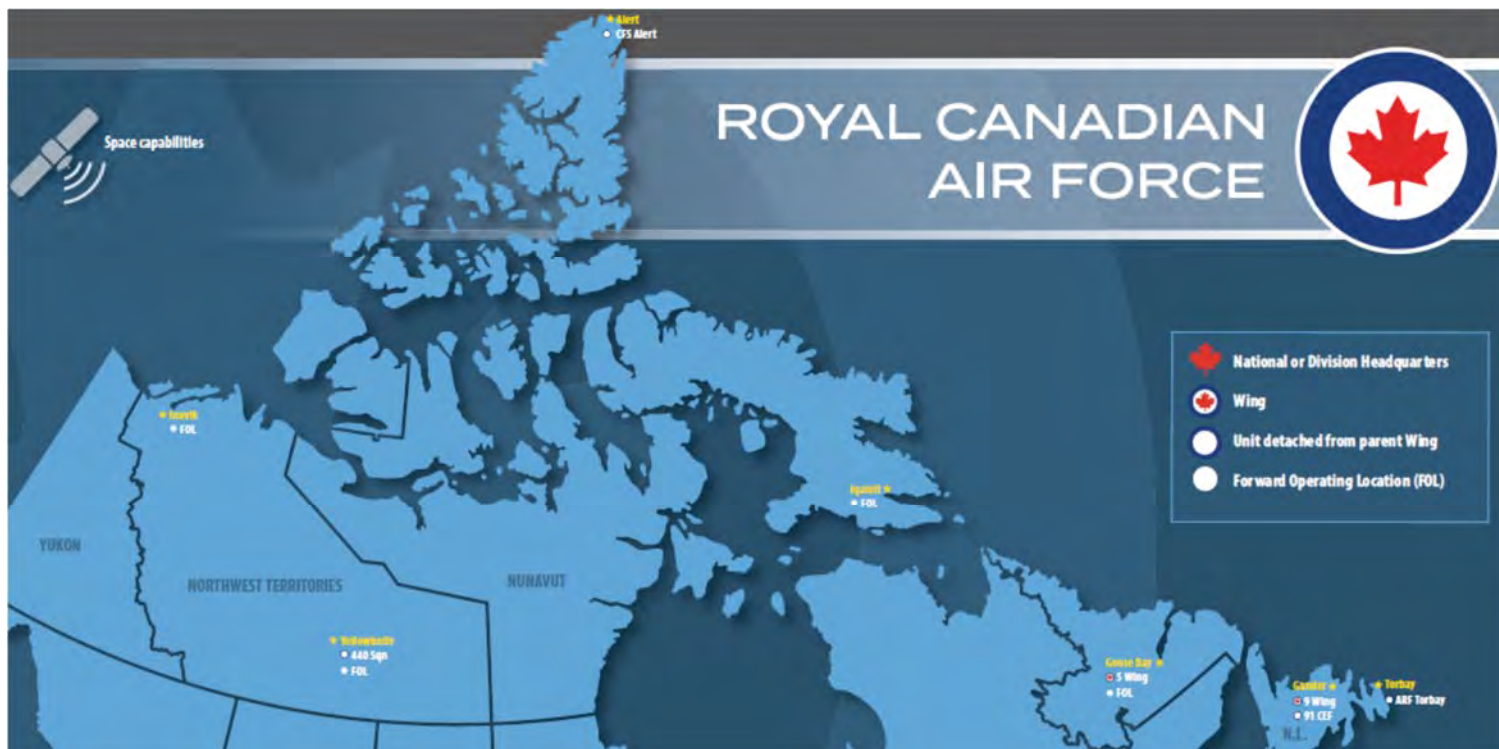 Alert
CFS Alert
ROYAL CANADIAN
AIR FORCE
Space capabilities
National or Division Headquarters
Wing
Unit detached from parent Wing
Forward Operating Location (FOL)
Inuvik
FOL
Iqaluit
FOL
YUKON
NORTHWEST TERRITORIES
NUNAVUT
Yellowknife
440 Sqn
FOL
Goose Bay
5 Wing
FOL
Gander
9 Wing
91 CEF
N.L.
Torbay
ARF Torbay